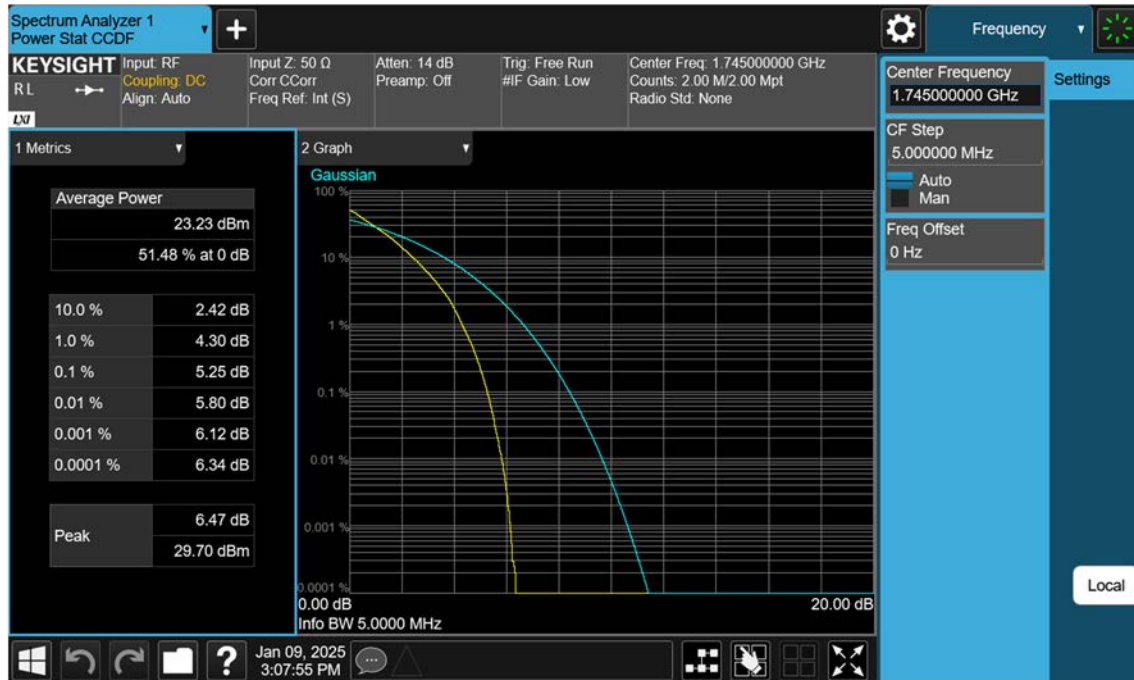 Spectrum Analyzer 1
Power Stat CCDF
+
Frequency
KEYSIGHT
R L
LXI
Input: RF
Coupling: DC
Align: Auto
Input Z: 50 Ω
Corr CCorr
Freq Ref: Int (S)
Atten: 14 dB
Preamp: Off
Trig: Free Run
#IF Gain: Low
Center Freq: 1.745000000 GHz
Counts: 2.00 M/2.00 Mpt
Radio Std: None
Center Frequency
1.745000000 GHz
Settings
CF Step
5.000000 MHz
Auto
Man
Freq Offset
0 Hz
Local
1 Metrics
Average Power
23.23 dBm
51.48 % at 0 dB
10.0 % 2.42 dB
1.0 % 4.30 dB
0.1 % 5.25 dB
0.01 % 5.80 dB
0.001 % 6.12 dB
0.0001 % 6.34 dB
Peak
6.47 dB
29.70 dBm
2 Graph
Gaussian
100 %
10 %
1 %
0.1 %
0.01 %
0.001 %
0.0001 %
0.00 dB 20.00 dB
Info BW 5.0000 MHz
?
Jan 09, 2025
3:07:55 PM